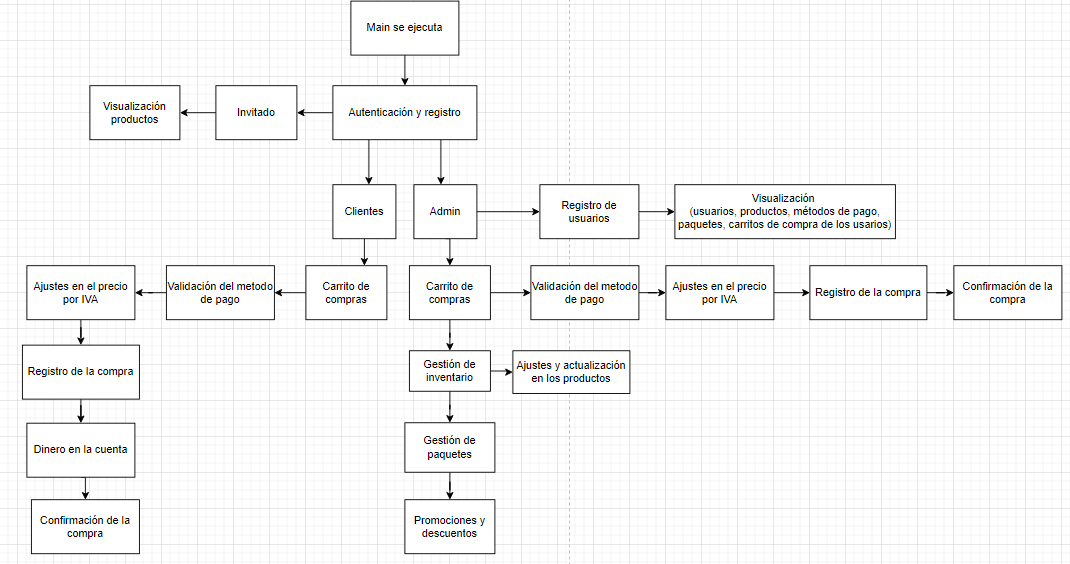 Main se ejecuta
Visualización
productos
Invitado
Autenticación y registro
Clientes
Admin
Registro de
usuarios
Visualización
(usuarios, productos, métodos de pago,
paquetes, carritos de compra de los usarios)
Ajustes en el precio
por IVA
Validación del metodo
de pago
Carrito de
compras
Carrito de
compras
Validación del metodo
de pago
Ajustes en el precio
por IVA
Registro de la compra
Confirmación de la
compra
Registro de la compra
Gestión de
inventario
Ajustes y actualización
en los productos
Dinero en la cuenta
Gestión de
paquetes
Confirmación de la
compra
Promociones y
descuentos